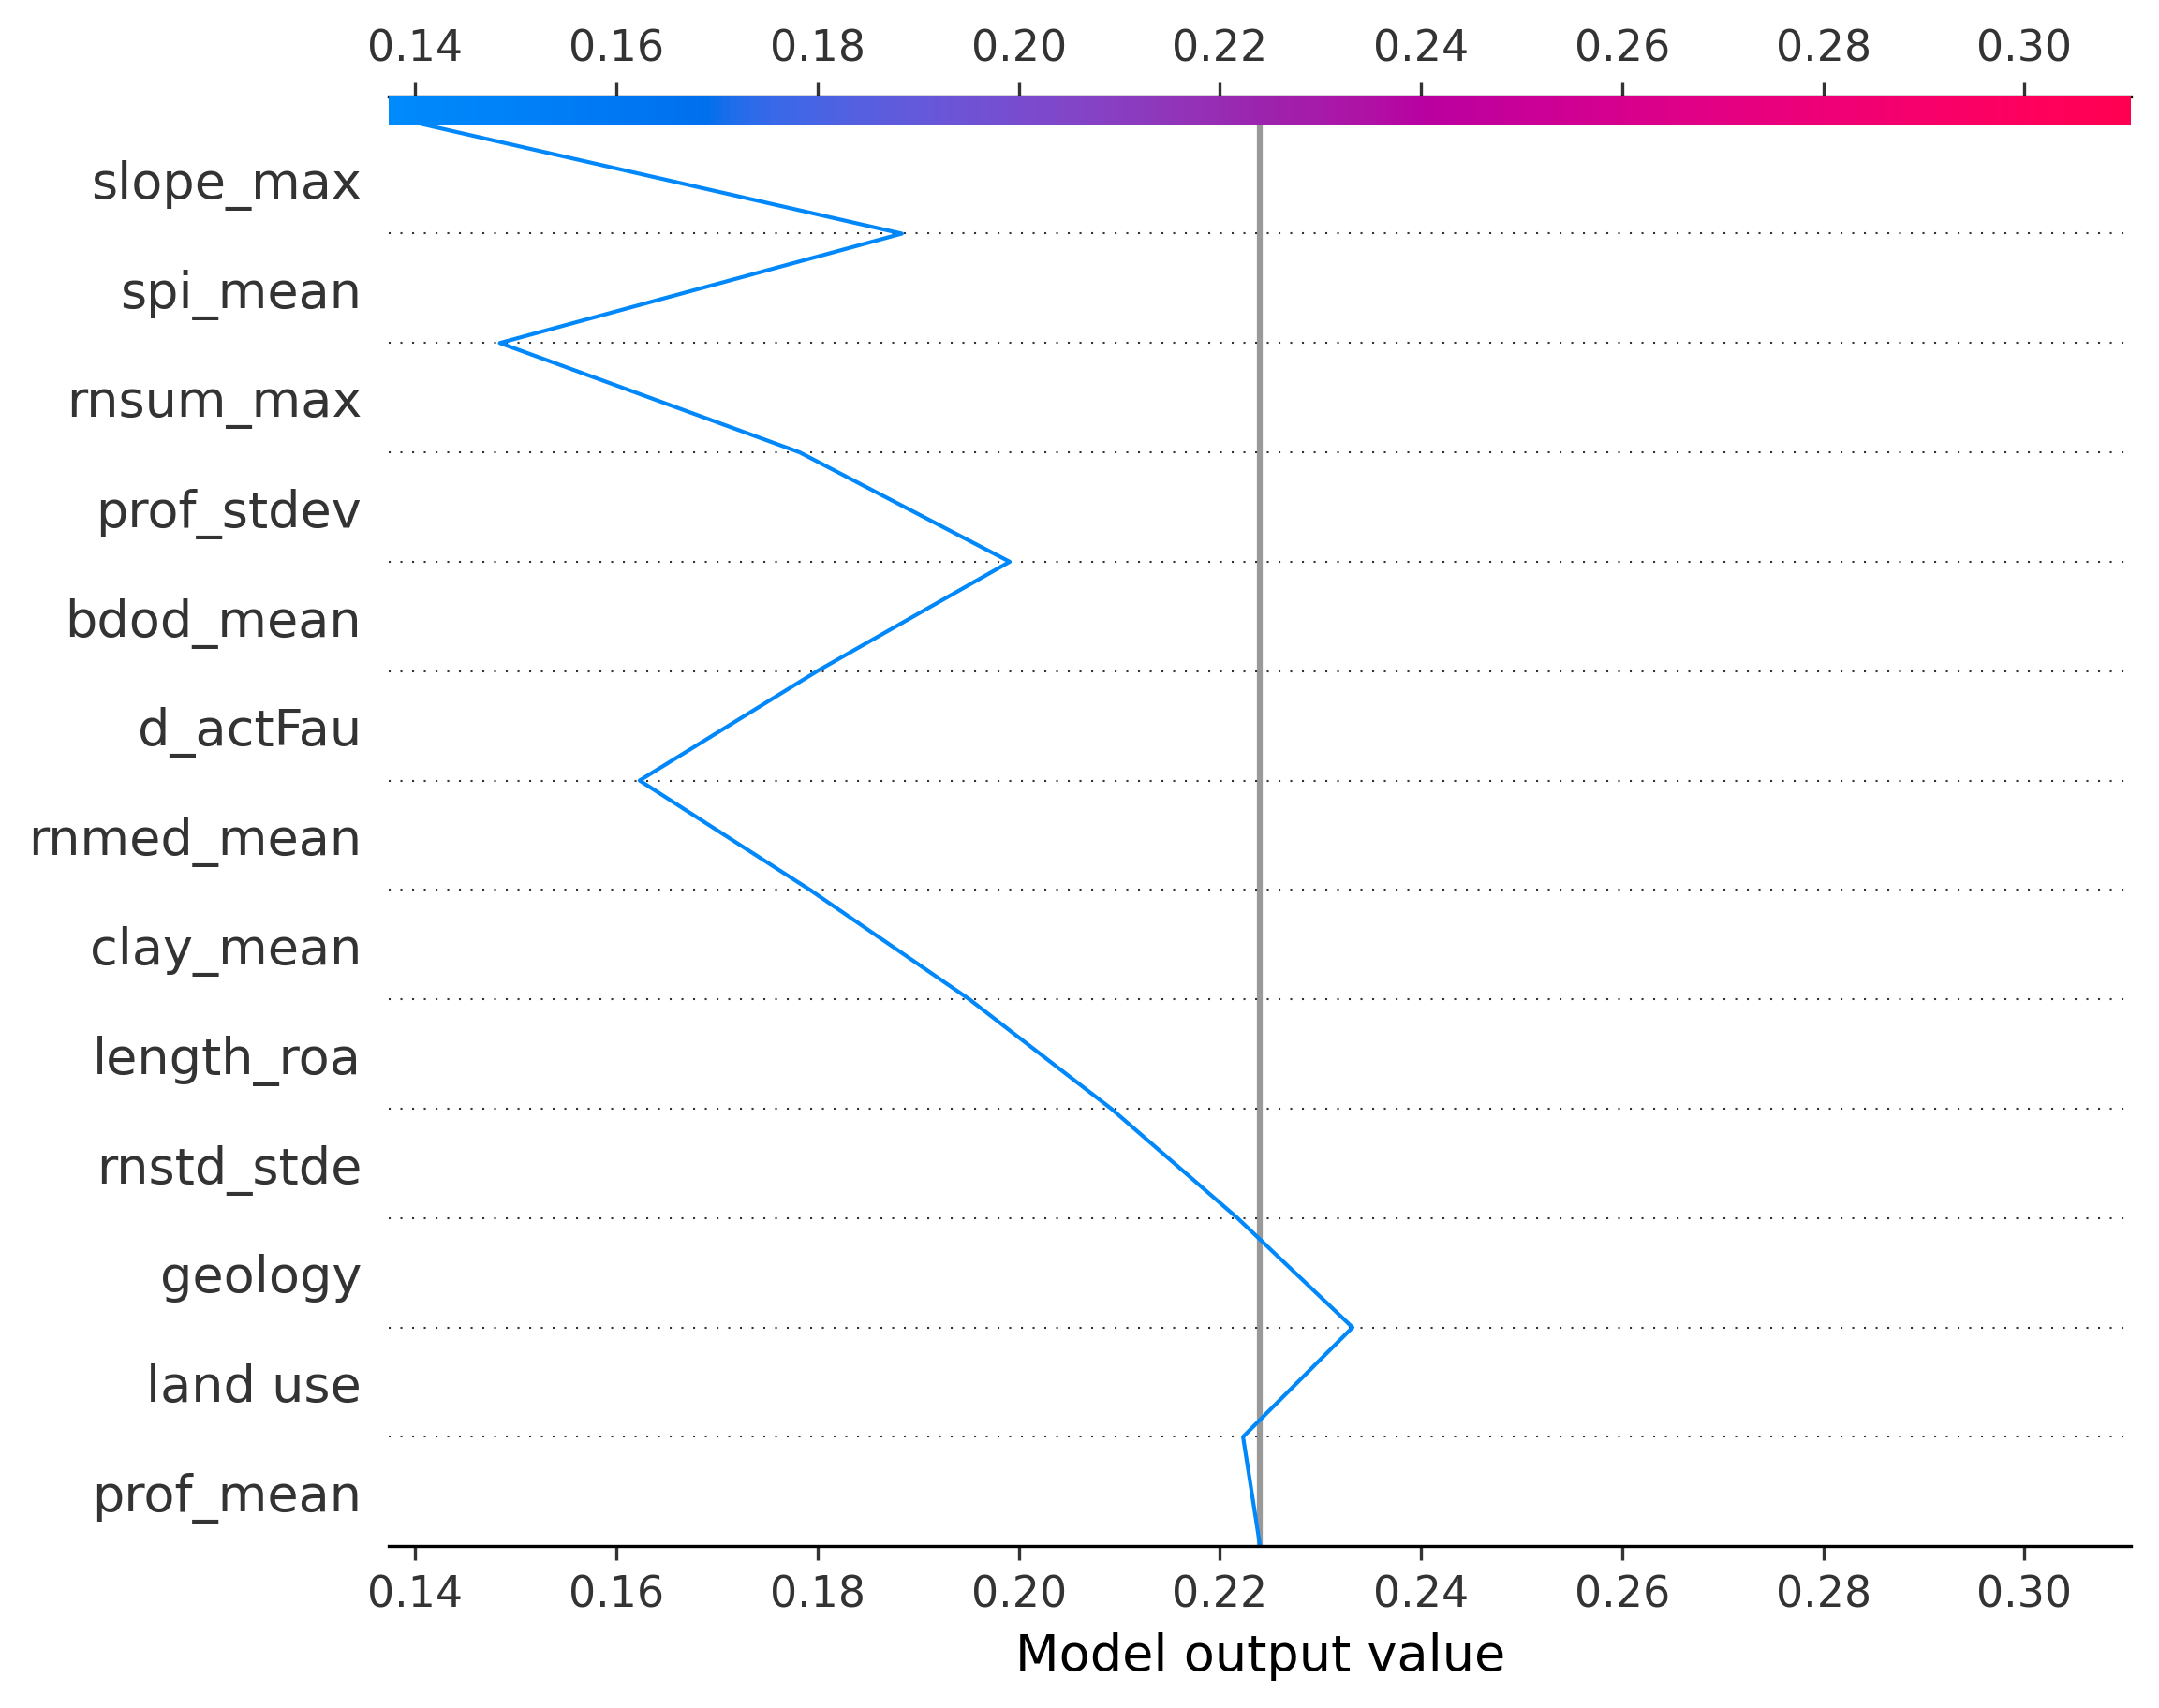 0.14 0.16 0.18 0.20 0.22 0.24 0.26 0.28 0.30
slope_max
spi_mean
rnsum_max
prof_stdev
bdod_mean
d_actFau
rnmed_mean
clay_mean
length_roa
rnstd_stde
geology
land use
prof_mean
0.14 0.16 0.18 0.20 0.22 0.24 0.26 0.28 0.30
Model output value